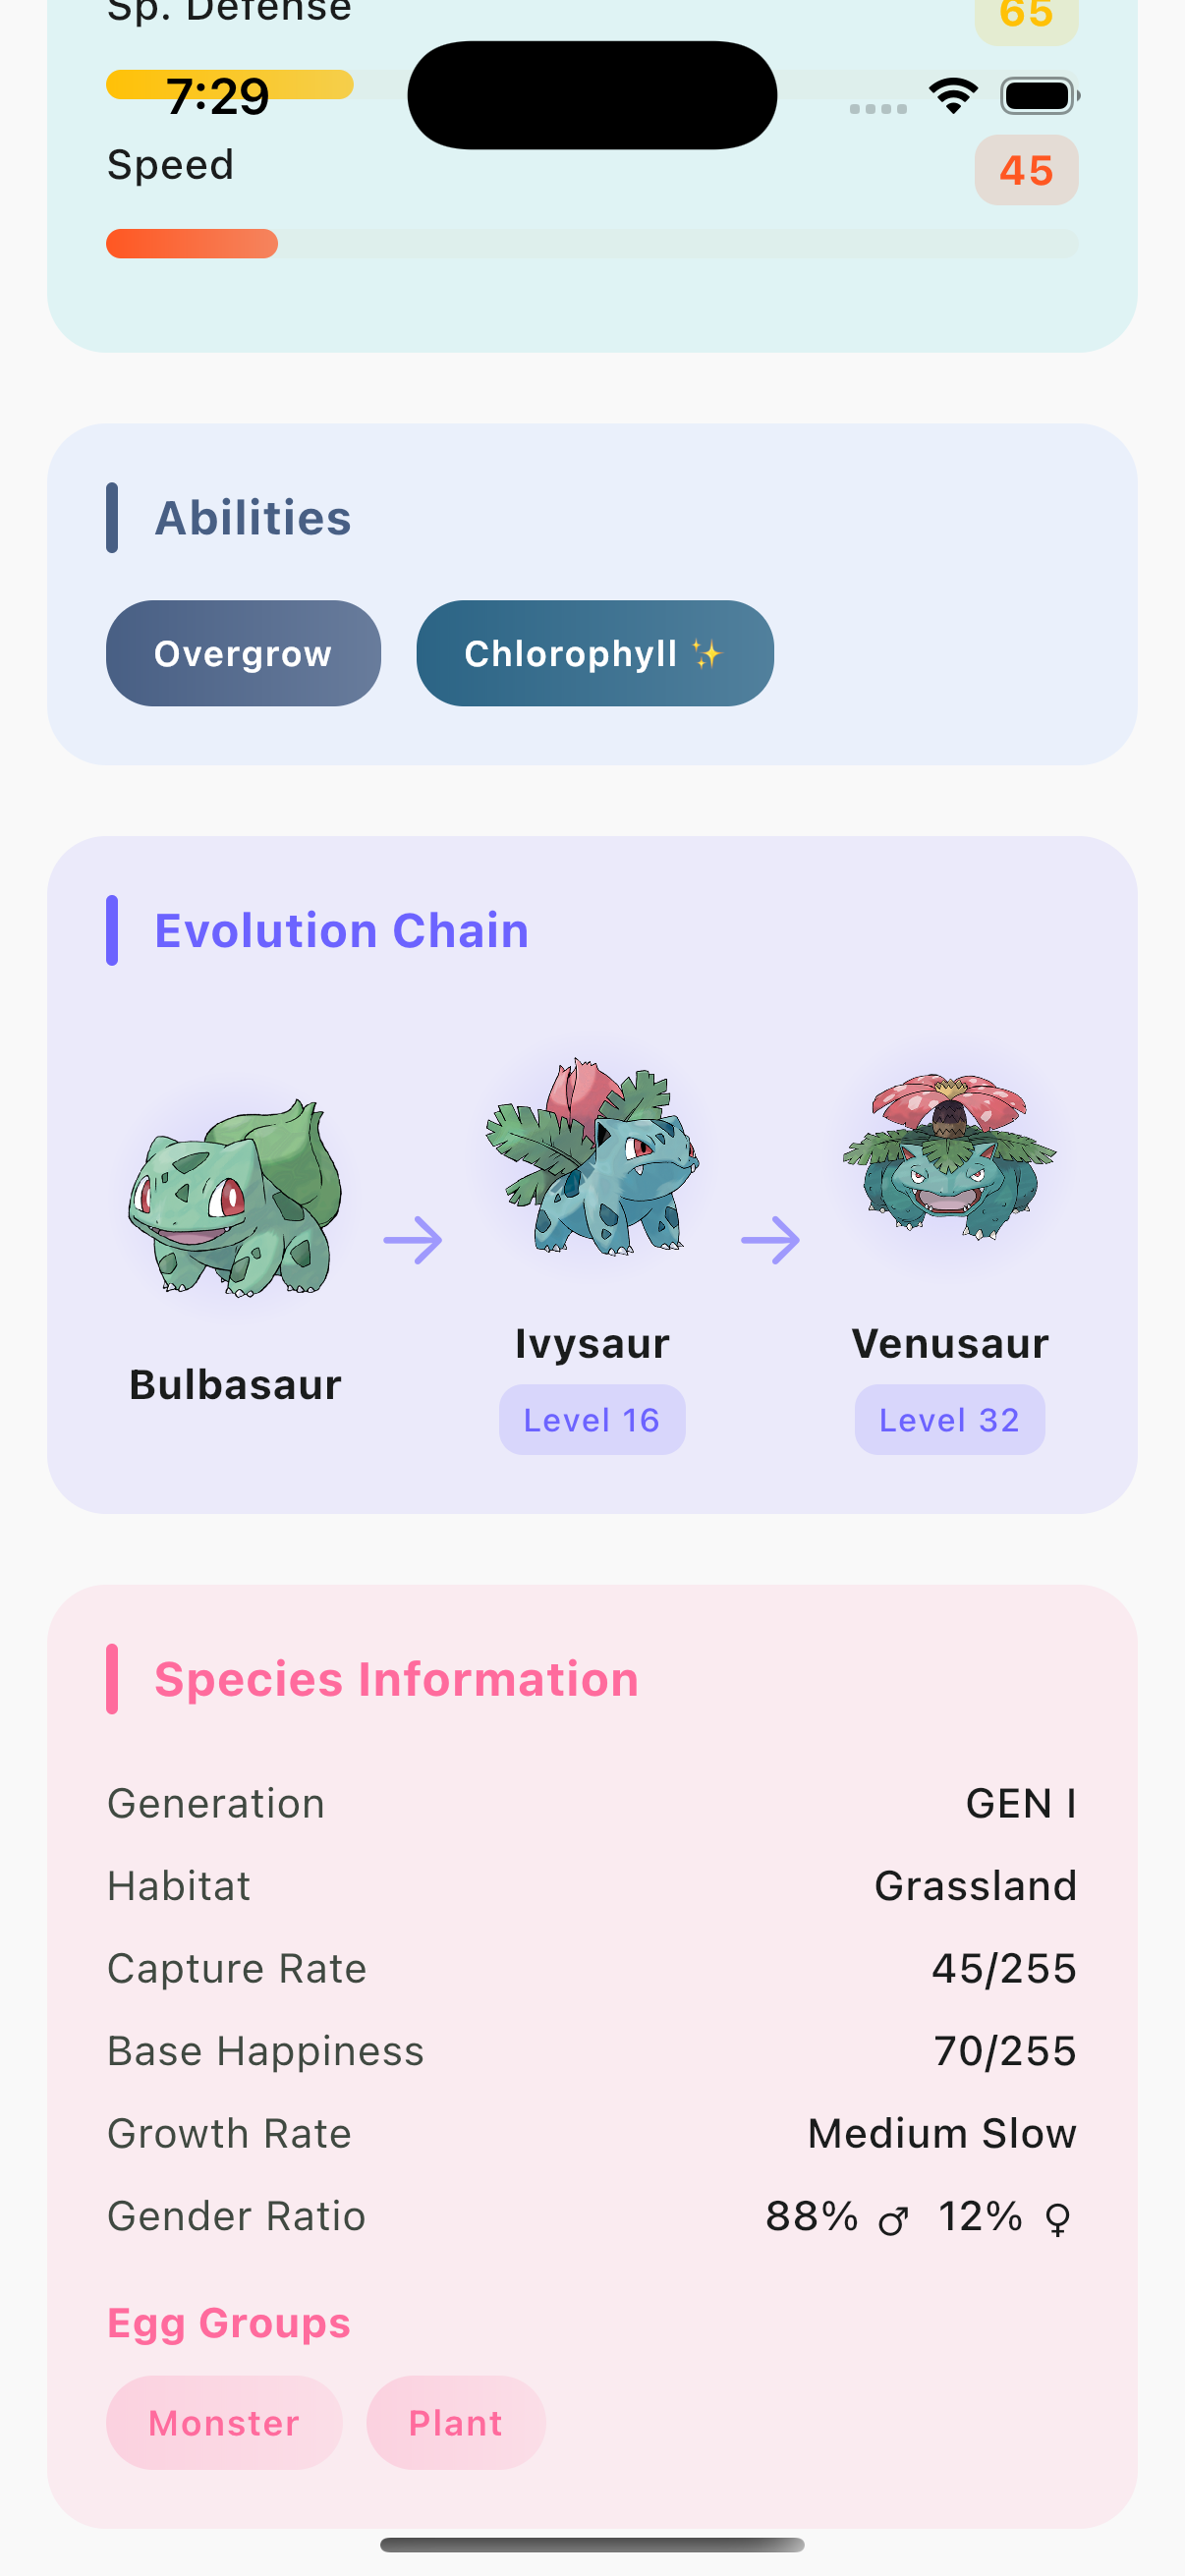 Sp. Defense 65
7:29
Speed 45
Abilities
Overgrow Chlorophyll ✨
Evolution Chain
Bulbasaur
Ivysaur
Level 16
Venusaur
Level 32
Species Information
Generation GEN I
Habitat Grassland
Capture Rate 45/255
Base Happiness 70/255
Growth Rate Medium Slow
Gender Ratio 88% ♂ 12% ♀
Egg Groups
Monster Plant